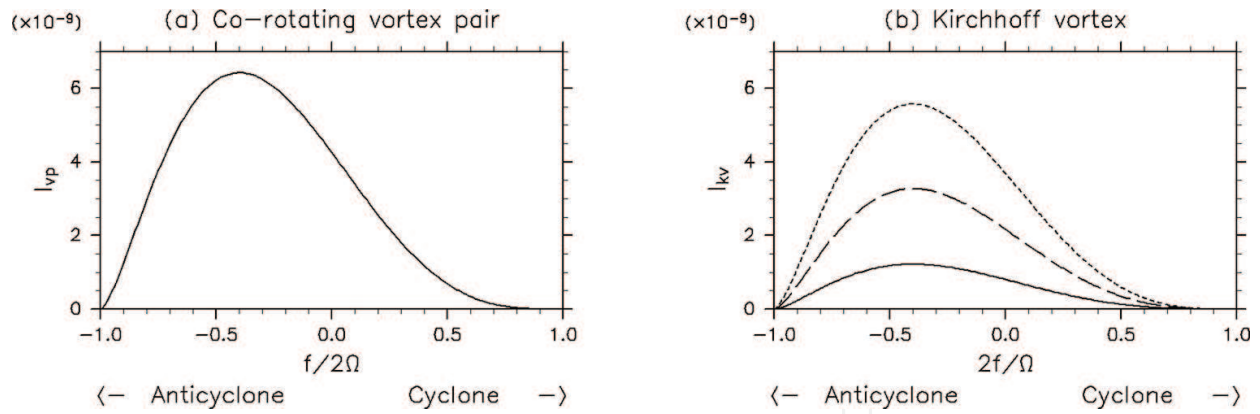 (×10−9) (a) Co−rotating vortex pair
6
4
2
0
Ivp
−1.0 −0.5 0.0 0.5 1.0
f/2Ω
⟨− Anticyclone Cyclone −⟩
(×10−9) (b) Kirchhoff vortex
6
4
2
0
Ikv
−1.0 −0.5 0.0 0.5 1.0
2f/Ω
⟨− Anticyclone Cyclone −⟩